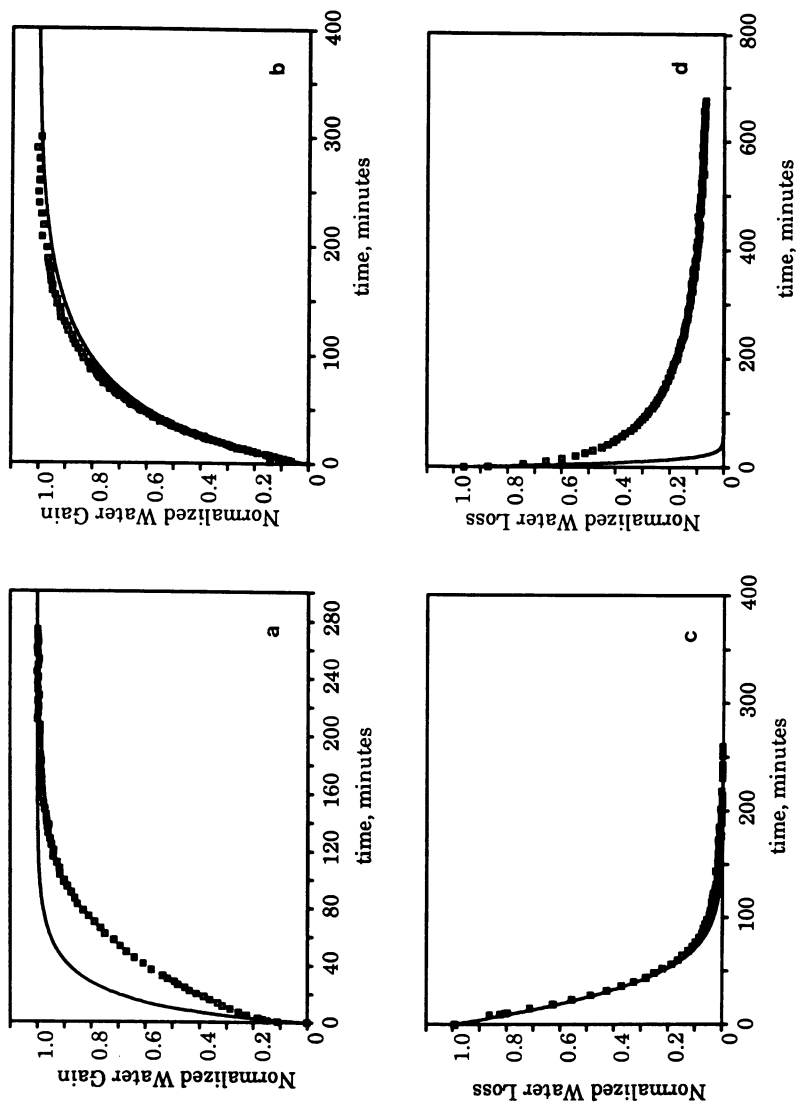 Normalized Water Gain
1.0
0.8
0.6
0.4
0.2
0
a
0 40 80 120 160 200 240 280
time, minutes
Normalized Water Gain
1.0
0.8
0.6
0.4
0.2
0
b
0 100 200 300 400
time, minutes
Normalized Water Loss
1.0
0.8
0.6
0.4
0.2
0
c
0 100 200 300 400
time, minutes
Normalized Water Loss
1.0
0.8
0.6
0.4
0.2
0
d
0 200 400 600 800
time, minutes